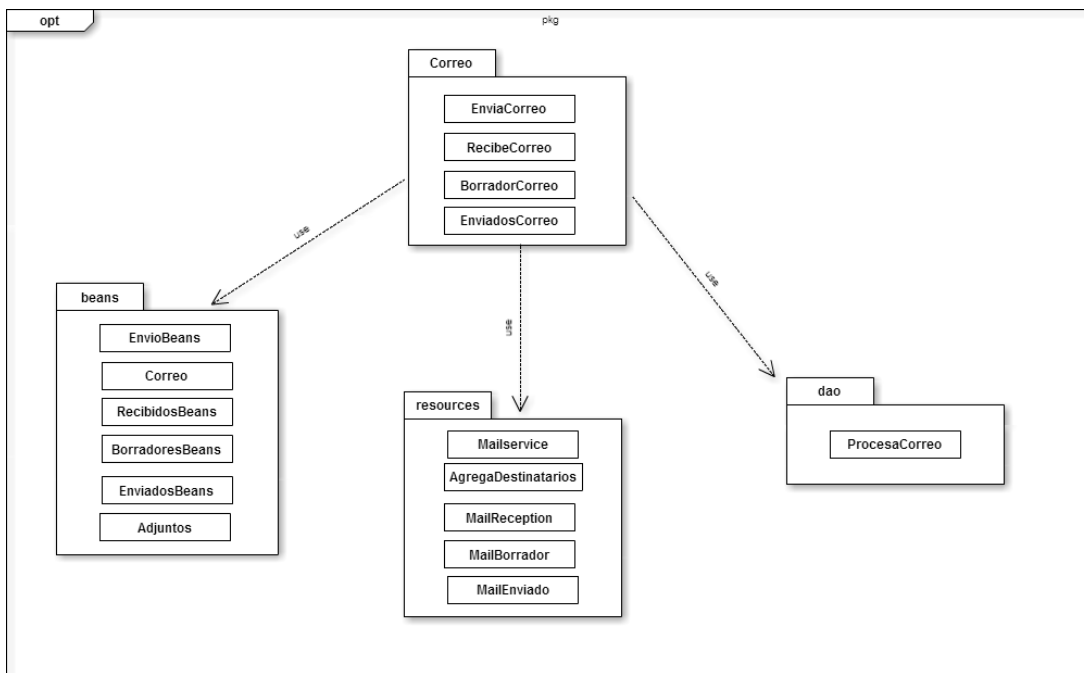 opt
pkg
Correo
EnviaCorreo
RecibeCorreo
BorradorCorreo
EnviadosCorreo
use
use
use
beans
EnvioBeans
Correo
RecibidosBeans
BorradoresBeans
EnviadosBeans
Adjuntos
resources
Mailservice
AgregaDestinatarios
MailReception
MailBorrador
MailEnviado
dao
ProcesaCorreo